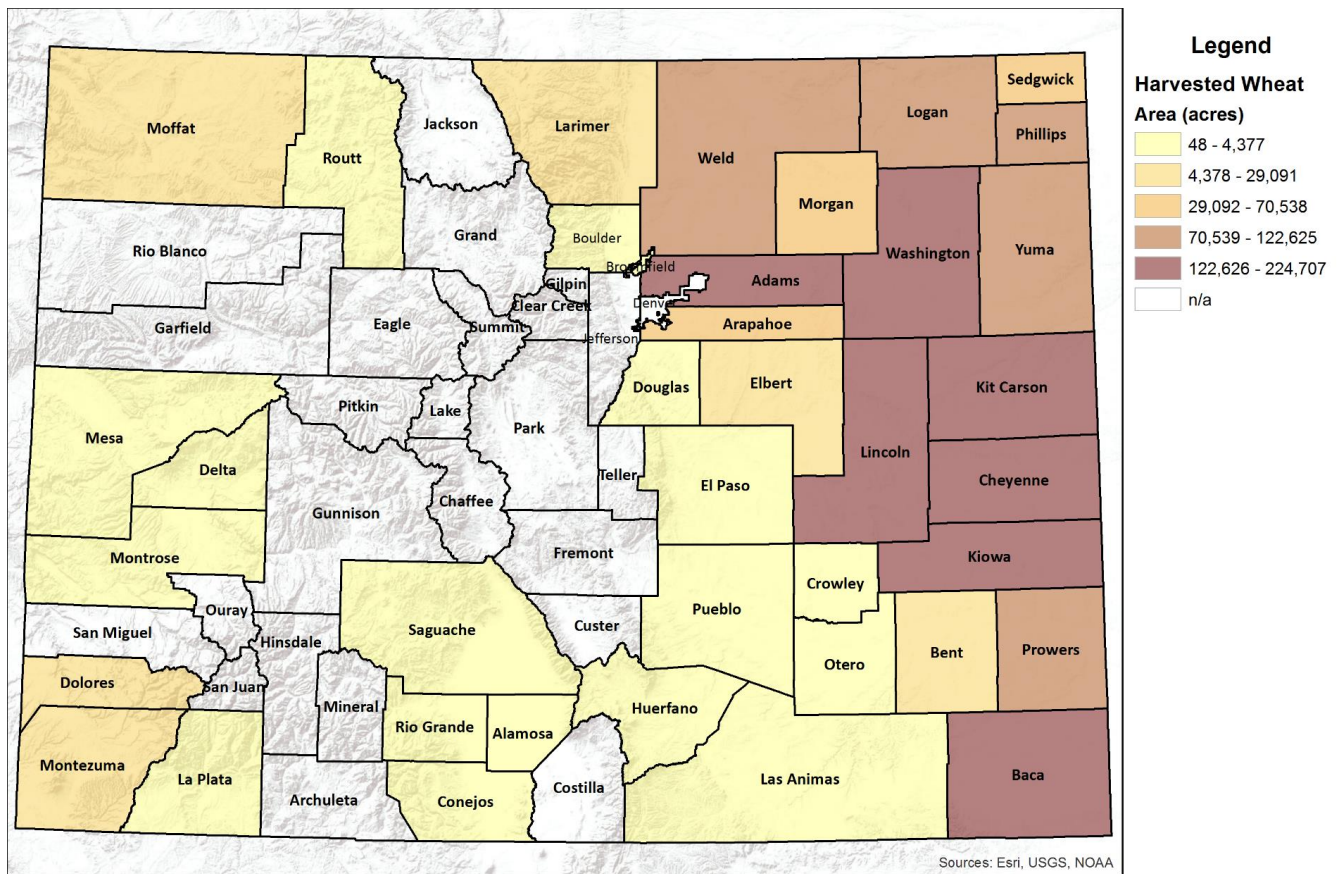 Legend
Harvested Wheat
Area (acres)
48 - 4,377
4,378 - 29,091
29,092 - 70,538
70,539 - 122,625
122,626 - 224,707
n/a
Moffat
Routt
Jackson
Larimer
Weld
Logan
Sedgwick
Phillips
Morgan
Washington
Yuma
Rio Blanco
Grand
Boulder
Broomfield
Gilpin
Adams
Garfield
Eagle
Summit
Clear Creek
Jefferson
Denver
Arapahoe
Douglas
Elbert
Kit Carson
Pitkin
Lake
Park
Mesa
Delta
Lincoln
Teller
El Paso
Cheyenne
Chaffee
Gunnison
Montrose
Fremont
Kiowa
Crowley
Ouray
Pueblo
San Miguel
Hinsdale
Saguache
Custer
Otero
Bent
Prowers
Dolores
San Juan
Mineral
Rio Grande
Alamosa
Huerfano
Montezuma
La Plata
Archuleta
Conejos
Costilla
Las Animas
Baca
Sources: Esri, USGS, NOAA